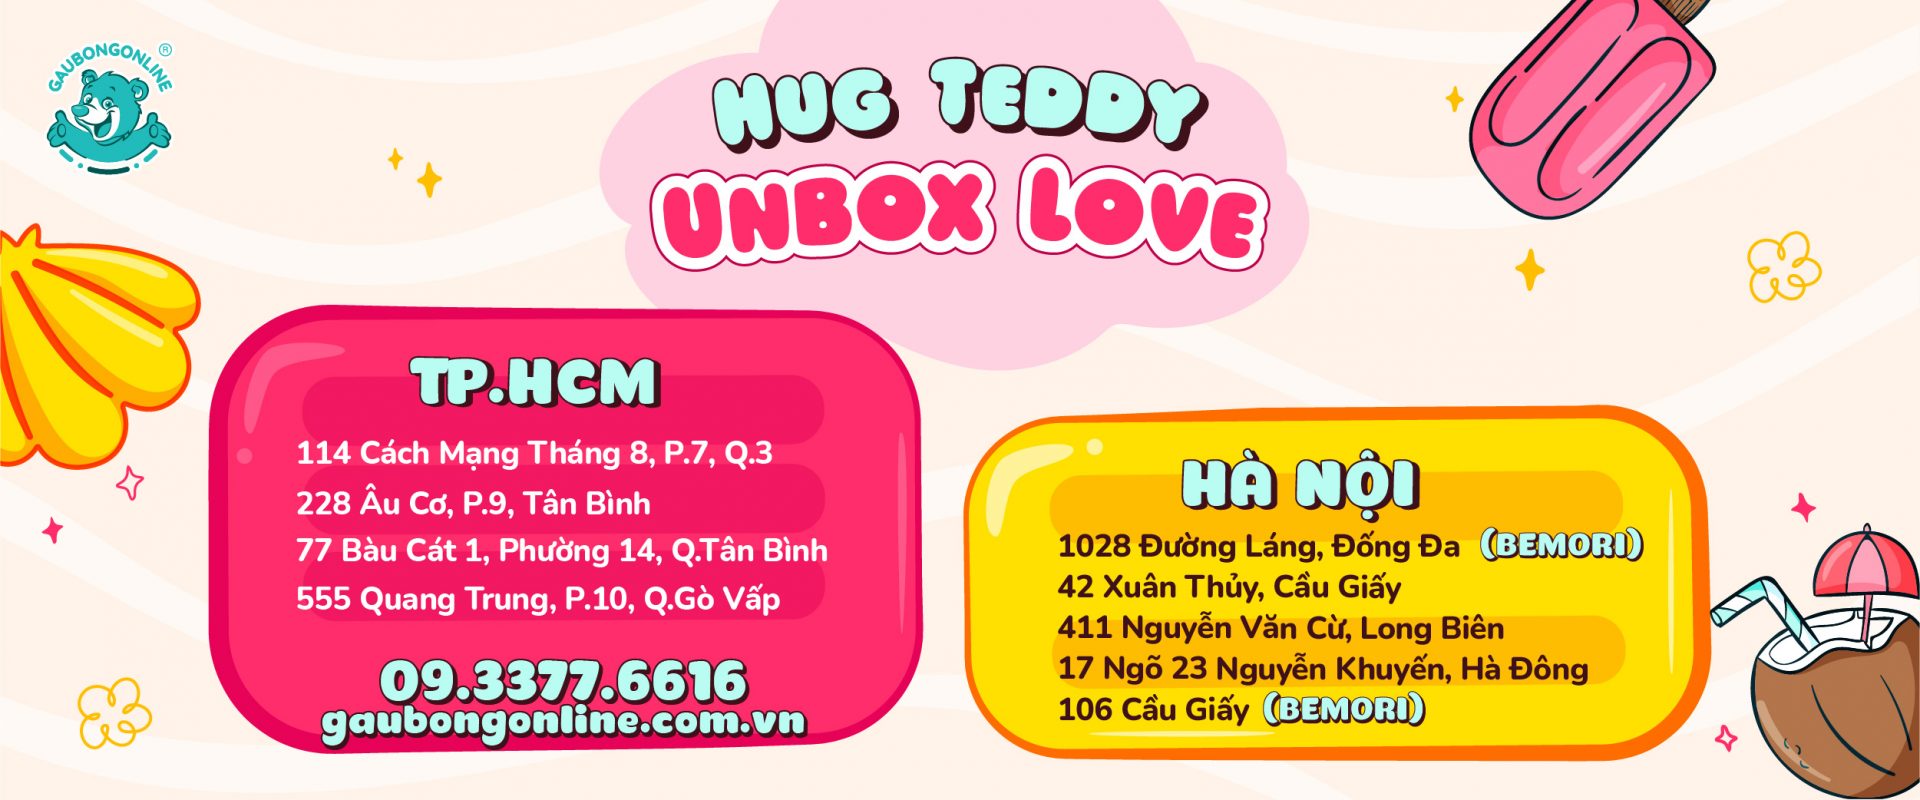 GAUBONGONLINE ®
HUG TEDDY
UNBOX LOVE
TP.HCM
114 Cách Mạng Tháng 8, P.7, Q.3
228 Âu Cơ, P.9, Tân Bình
77 Bàu Cát 1, Phường 14, Q.Tân Bình
555 Quang Trung, P.10, Q.Gò Vấp
09.3377.6616
gaubongonline.com.vn
HÀ NỘI
1028 Đường Láng, Đống Đa (BEMORI)
42 Xuân Thủy, Cầu Giấy
411 Nguyễn Văn Cừ, Long Biên
17 Ngõ 23 Nguyễn Khuyến, Hà Đông
106 Cầu Giấy (BEMORI)